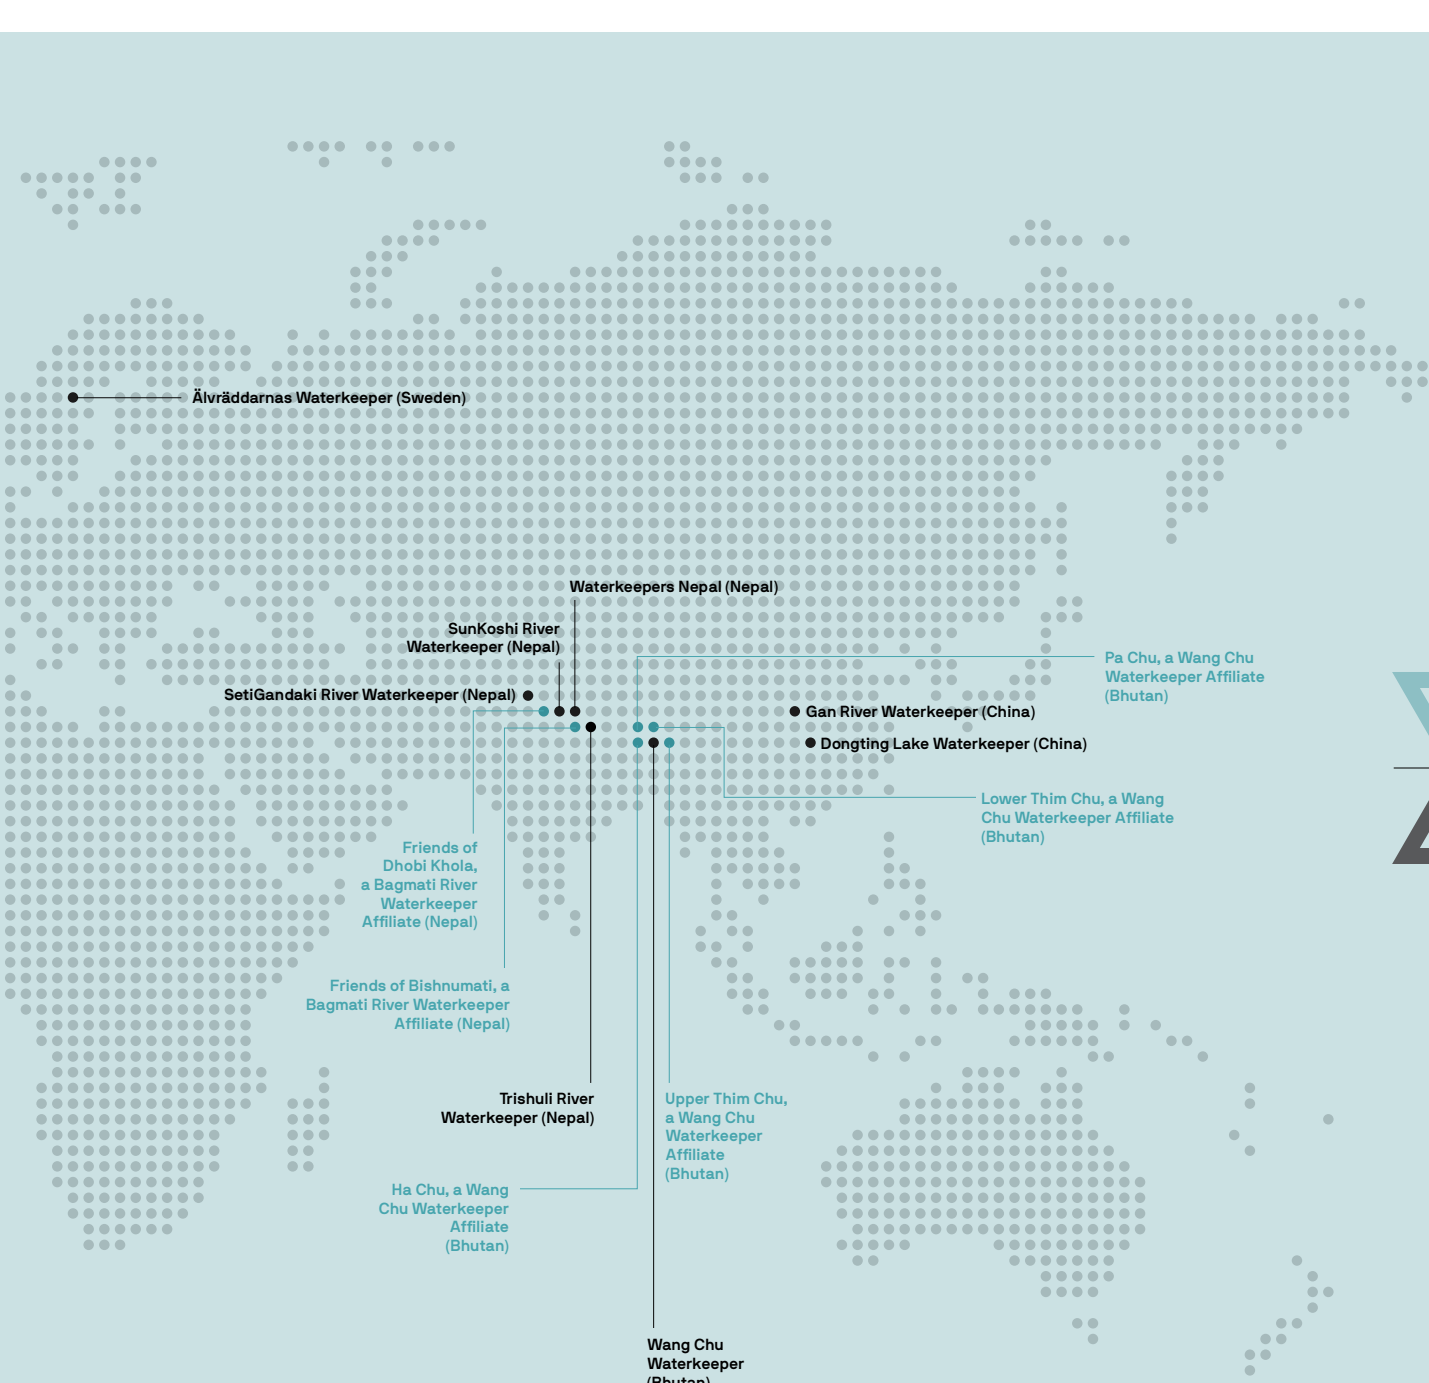 Älvräddarnas Waterkeeper (Sweden)
Waterkeepers Nepal (Nepal)
SunKoshi River
Waterkeeper (Nepal)
SetiGandaki River Waterkeeper (Nepal)
Pa Chu, a Wang Chu
Waterkeeper Affiliate
(Bhutan)
Gan River Waterkeeper (China)
Dongting Lake Waterkeeper (China)
Lower Thim Chu, a Wang
Chu Waterkeeper Affiliate
(Bhutan)
Friends of
Dhobi Khola,
a Bagmati River
Waterkeeper
Affiliate (Nepal)
Friends of Bishnumati, a
Bagmati River Waterkeeper
Affiliate (Nepal)
Trishuli River
Waterkeeper (Nepal)
Upper Thim Chu,
a Wang Chu
Waterkeeper
Affiliate
(Bhutan)
Ha Chu, a Wang
Chu Waterkeeper
Affiliate
(Bhutan)
Wang Chu
Waterkeeper
(Bhutan)